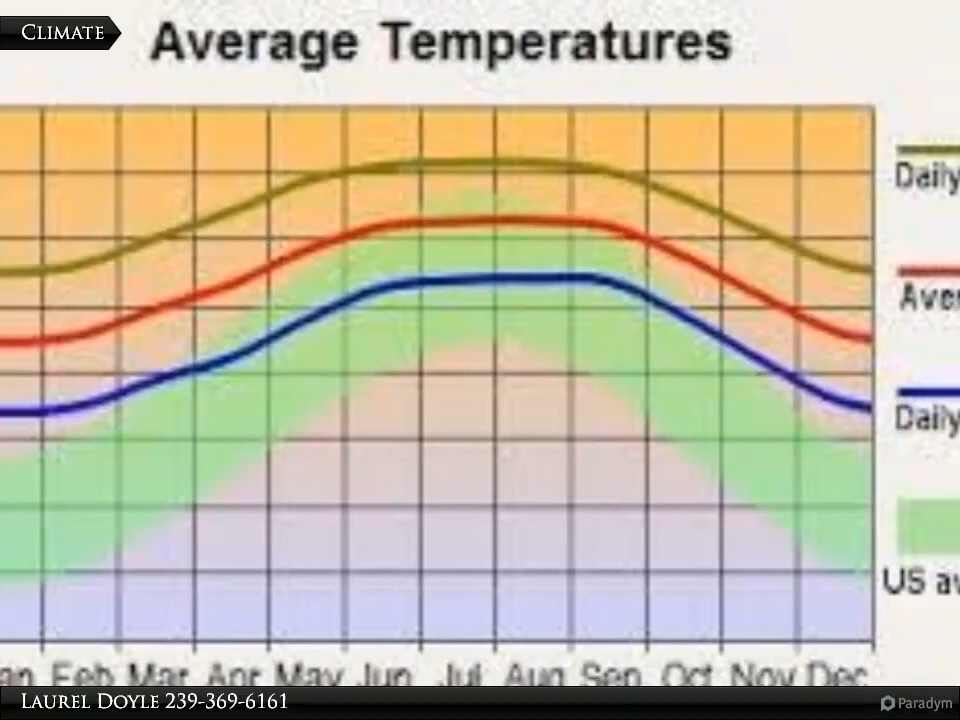 CLIMATE
Average Temperatures
Daily
Aver
Daily
US av
an Feb Mar Apr May Jun Jul Aug Sep Oct Nov Dec
LAUREL DOYLE 239-369-6161
Paradym